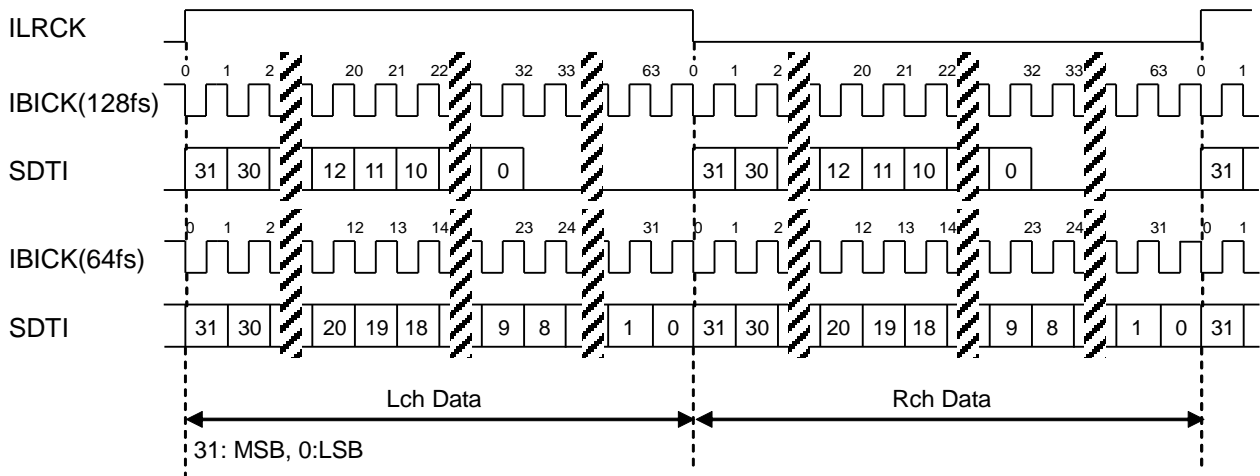 ILRCK
0 1 2 20 21 22 32 33 63 0 1 2 20 21 22 32 33 63 0 1
IBICK(128fs)
SDTI 31 30 12 11 10 0 31 30 12 11 10 0 31
0 1 2 12 13 14 23 24 31 0 1 2 12 13 14 23 24 31 0 1
IBICK(64fs)
SDTI 31 30 20 19 18 9 8 1 0 31 30 20 19 18 9 8 1 0 31
Lch Data Rch Data
31: MSB, 0:LSB